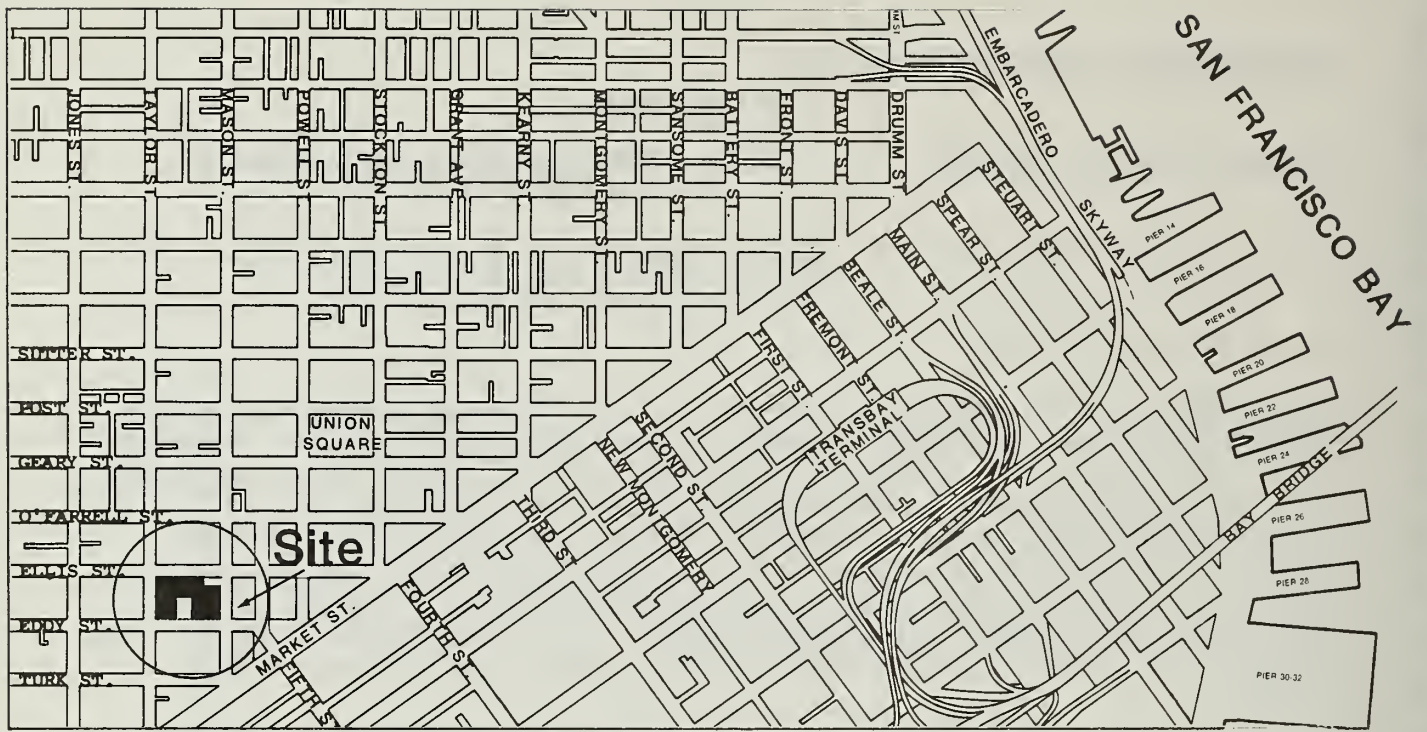 SAN FRANCISCO BAY
EMBARCADERO
SKYWAY
JONES ST.
TAYLOR ST.
MASON ST.
POWELL ST.
STOCKTON ST.
GRANT AVE.
KEARNY ST.
MONTGOMERY ST.
SANSOME ST.
BATTERY ST.
FRONT ST.
DAVIS ST.
DRUMM ST.
STEUART ST.
SPEAR ST.
MAIN ST.
BEALE ST.
FREMONT ST.
FIRST ST.
SECOND ST.
NEW MONTGOMERY
THIRD ST.
FOURTH ST.
FIFTH ST.
MARKET ST.
SUTTER ST.
POST ST.
GEARY ST.
O'FARRELL ST.
ELLIS ST.
EDDY ST.
TURK ST.
UNION
SQUARE
Site
TRANSBAY
TERMINAL
BAY BRIDGE
PIER 14
PIER 16
PIER 18
PIER 20
PIER 22
PIER 24
PIER 26
PIER 28
PIER 30-32